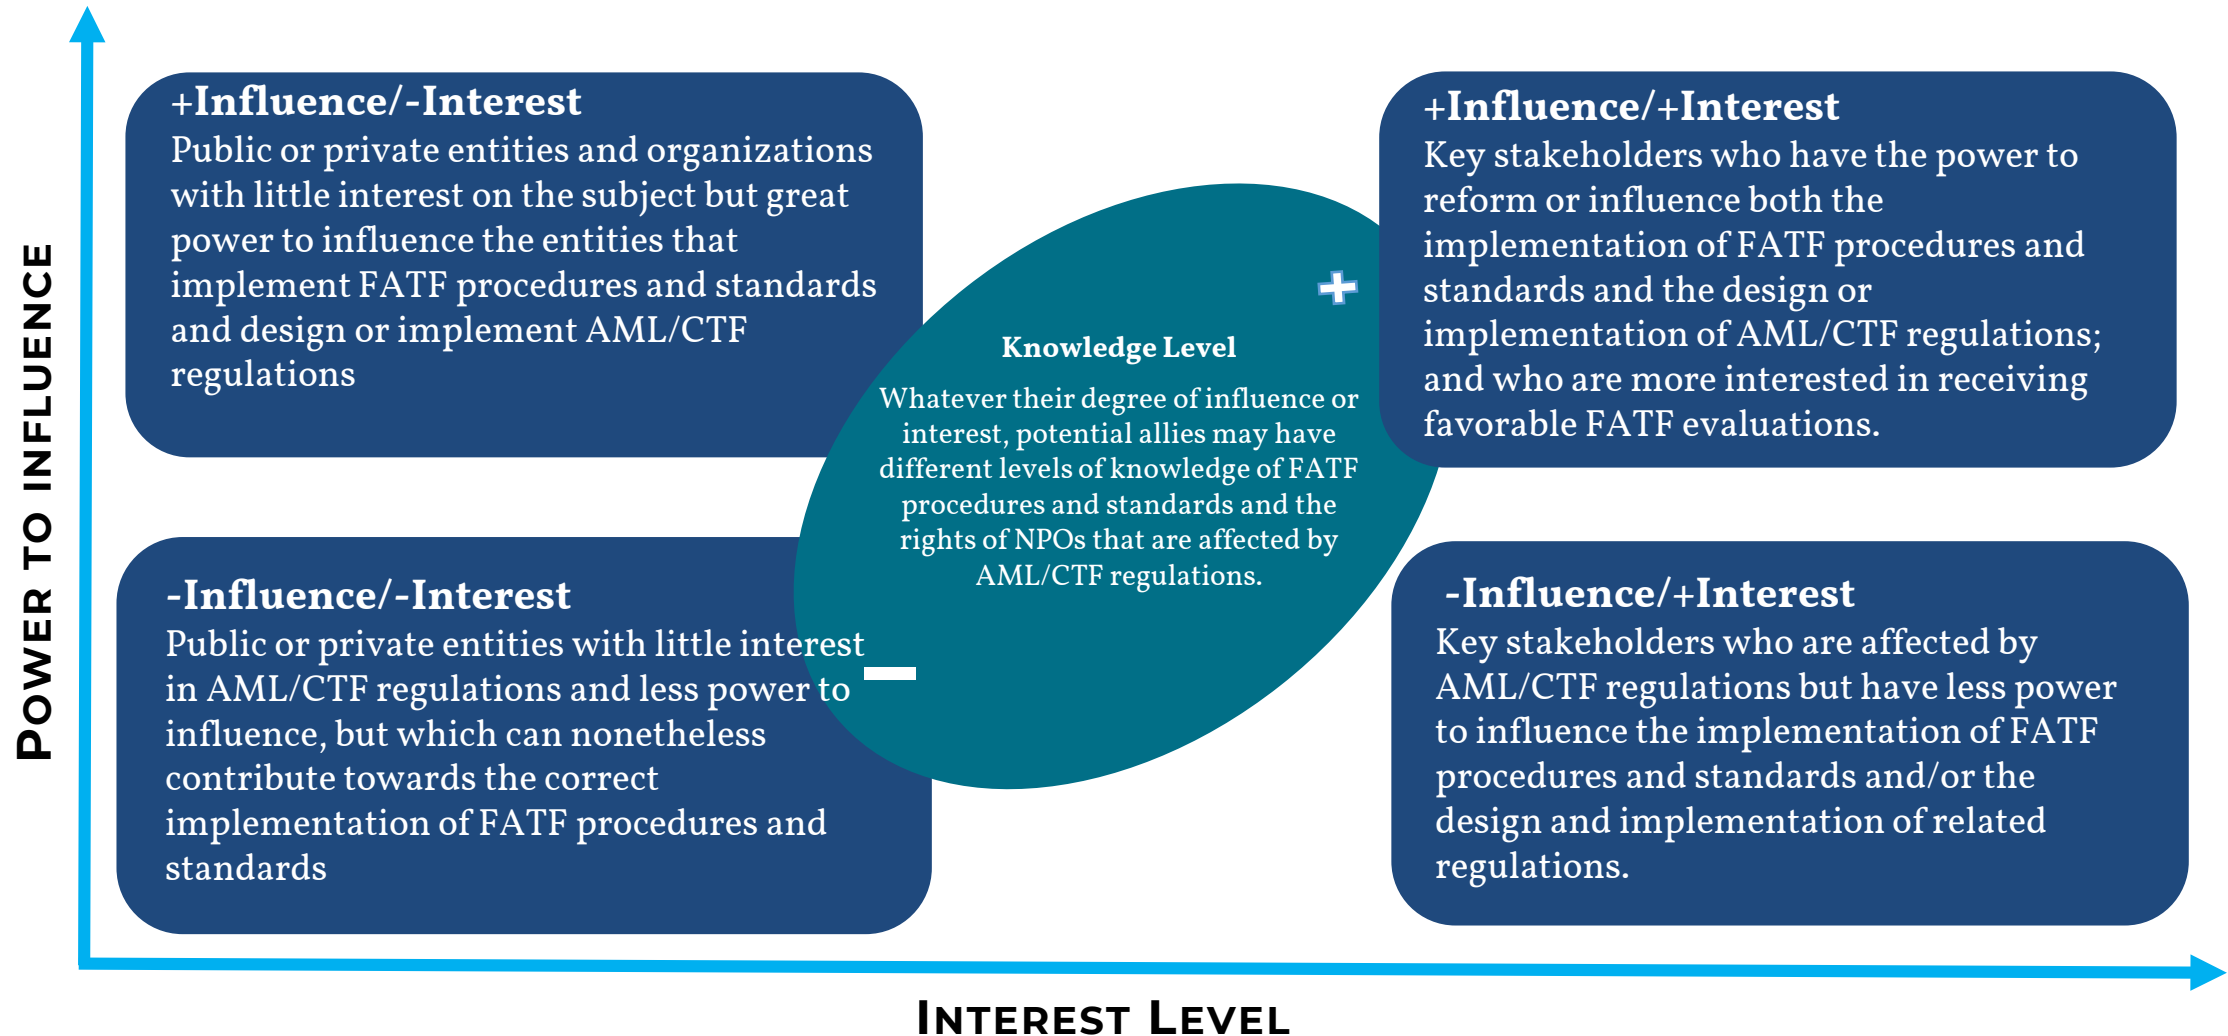 POWER TO INFLUENCE
+Influence/-Interest
Public or private entities and organizations
with little interest on the subject but great
power to influence the entities that
implement FATF procedures and standards
and design or implement AML/CTF
regulations
+Influence/+Interest
Key stakeholders who have the power to
reform or influence both the
implementation of FATF procedures and
standards and the design or
implementation of AML/CTF regulations;
and who are more interested in receiving
favorable FATF evaluations.
+
Knowledge Level
Whatever their degree of influence or
interest, potential allies may have
different levels of knowledge of FATF
procedures and standards and the
rights of NPOs that are affected by
AML/CTF regulations.
–
-Influence/-Interest
Public or private entities with little interest
in AML/CTF regulations and less power to
influence, but which can nonetheless
contribute towards the correct
implementation of FATF procedures and
standards
-Influence/+Interest
Key stakeholders who are affected by
AML/CTF regulations but have less power
to influence the implementation of FATF
procedures and standards and/or the
design and implementation of related
regulations.
INTEREST LEVEL